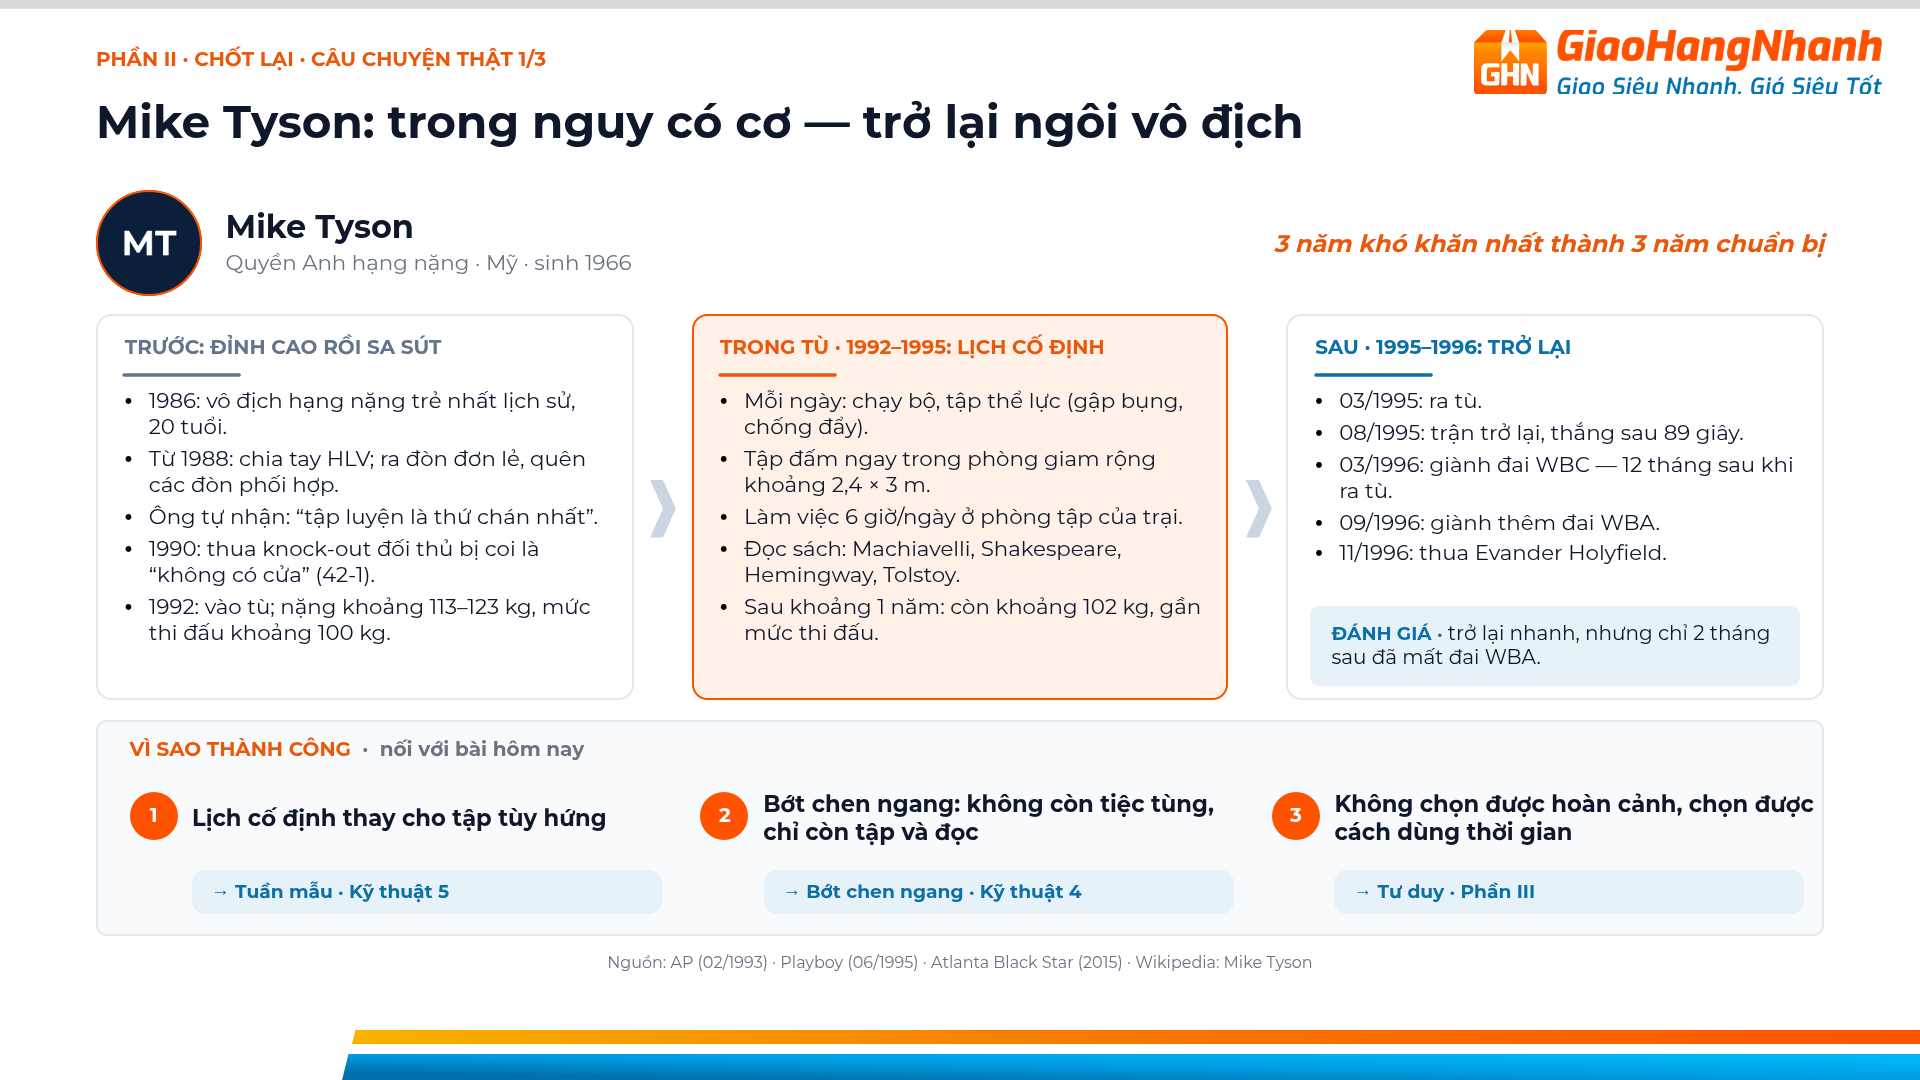 PHẦN II · CHỐT LẠI · CÂU CHUYỆN THẬT 1/3
GHN
GiaoHangNhanh
Giao Siêu Nhanh, Giá Siêu Tốt
Mike Tyson: trong nguy có cơ — trở lại ngôi vô địch
MT
Mike Tyson
Quyền Anh hạng nặng · Mỹ · sinh 1966
3 năm khó khăn nhất thành 3 năm chuẩn bị
TRƯỚC: ĐỈNH CAO RỒI SA SÚT
• 1986: vô địch hạng nặng trẻ nhất lịch sử,
20 tuổi.
• Từ 1988: chia tay HLV; ra đòn đơn lẻ, quên
các đòn phối hợp.
• Ông tự nhận: “tập luyện là thứ chán nhất”.
• 1990: thua knock-out đối thủ bị coi là
“không có cửa” (42-1).
• 1992: vào tù; nặng khoảng 113–123 kg, mức
thi đấu khoảng 100 kg.
TRONG TÙ · 1992–1995: LỊCH CỐ ĐỊNH
• Mỗi ngày: chạy bộ, tập thể lực (gập bụng,
chống đẩy).
• Tập đấm ngay trong phòng giam rộng
khoảng 2,4 × 3 m.
• Làm việc 6 giờ/ngày ở phòng tập của trại.
• Đọc sách: Machiavelli, Shakespeare,
Hemingway, Tolstoy.
• Sau khoảng 1 năm: còn khoảng 102 kg, gần
mức thi đấu.
SAU · 1995–1996: TRỞ LẠI
• 03/1995: ra tù.
• 08/1995: trận trở lại, thắng sau 89 giây.
• 03/1996: giành đai WBC — 12 tháng sau khi
ra tù.
• 09/1996: giành thêm đai WBA.
• 11/1996: thua Evander Holyfield.
ĐÁNH GIÁ · trở lại nhanh, nhưng chỉ 2 tháng
sau đã mất đai WBA.
VÌ SAO THÀNH CÔNG · nối với bài hôm nay
1 Lịch cố định thay cho tập tùy hứng
→ Tuần mẫu · Kỹ thuật 5
2 Bớt chen ngang: không còn tiệc tùng,
chỉ còn tập và đọc
→ Bớt chen ngang · Kỹ thuật 4
3 Không chọn được hoàn cảnh, chọn được
cách dùng thời gian
→ Tư duy · Phần III
Nguồn: AP (02/1993) · Playboy (06/1995) · Atlanta Black Star (2015) · Wikipedia: Mike Tyson